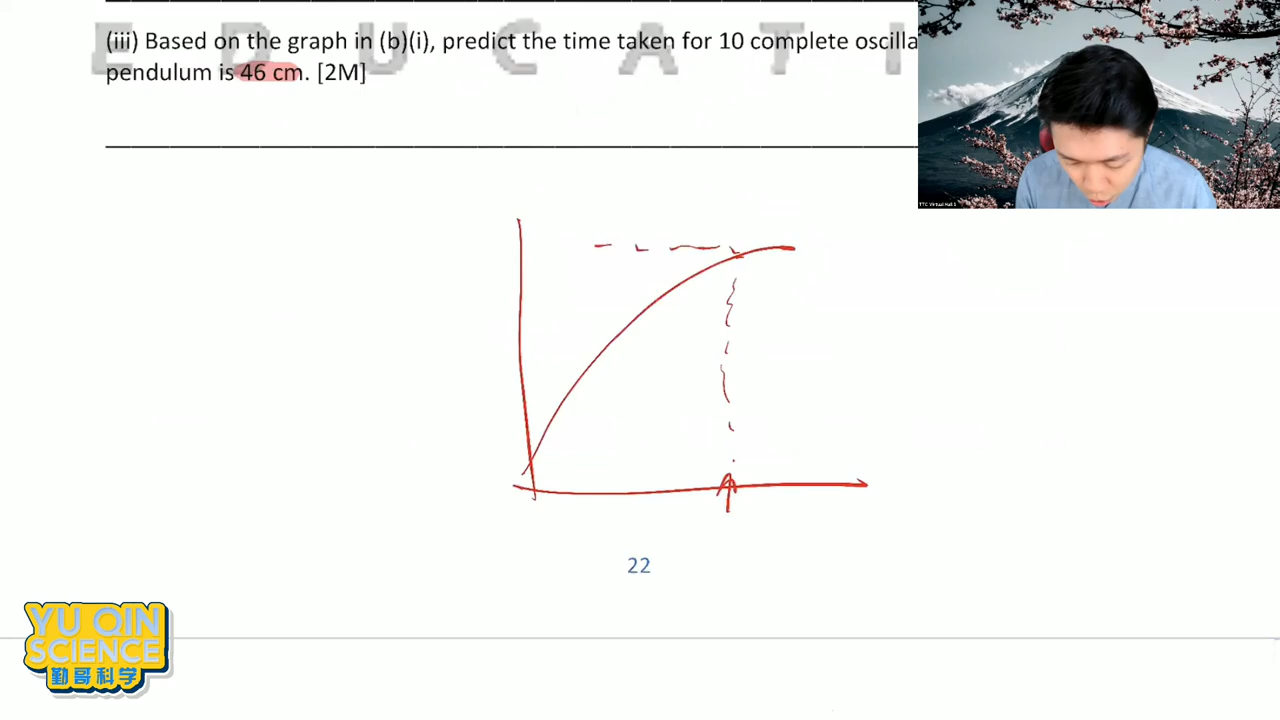 (iii) Based on the graph in (b)(i), predict the time taken for 10 complete oscilla
pendulum is 46 cm. [2M]
EDUCATI
22
YU QIN
SCIENCE
勤哥科学